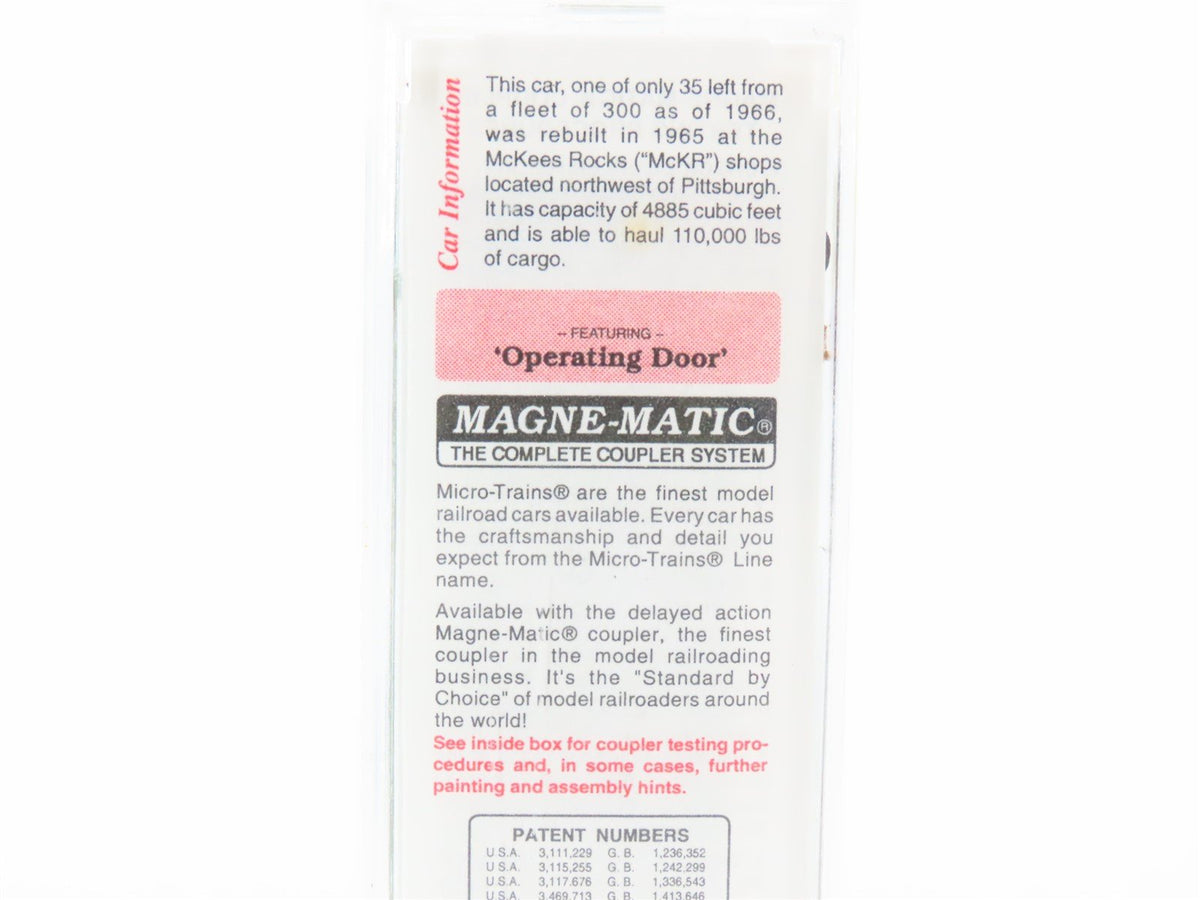 Car Information
This car, one of only 35 left from
a fleet of 300 as of 1966,
was rebuilt in 1965 at the
McKees Rocks (“McKR”) shops
located northwest of Pittsburgh.
It has capacity of 4885 cubic feet
and is able to haul 110,000 lbs
of cargo.
– FEATURING –
‘Operating Door’
MAGNE-MATIC®
THE COMPLETE COUPLER SYSTEM
Micro-Trains® are the finest model
railroad cars available. Every car has
the craftsmanship and detail you
expect from the Micro-Trains® Line
name.
Available with the delayed action
Magne-Matic® coupler, the finest
coupler in the model railroading
business. It's the "Standard by
Choice" of model railroaders around
the world!
See inside box for coupler testing pro-
cedures and, in some cases, further
painting and assembly hints.
PATENT NUMBERS
U.S.A. 3,111,229 G. B. 1,236,352
U.S.A. 3,115,255 G. B. 1,242,299
U.S.A. 3,117.676 G. B. 1,336,543
U.S.A. 3,469,713 G. B. 1,413,646